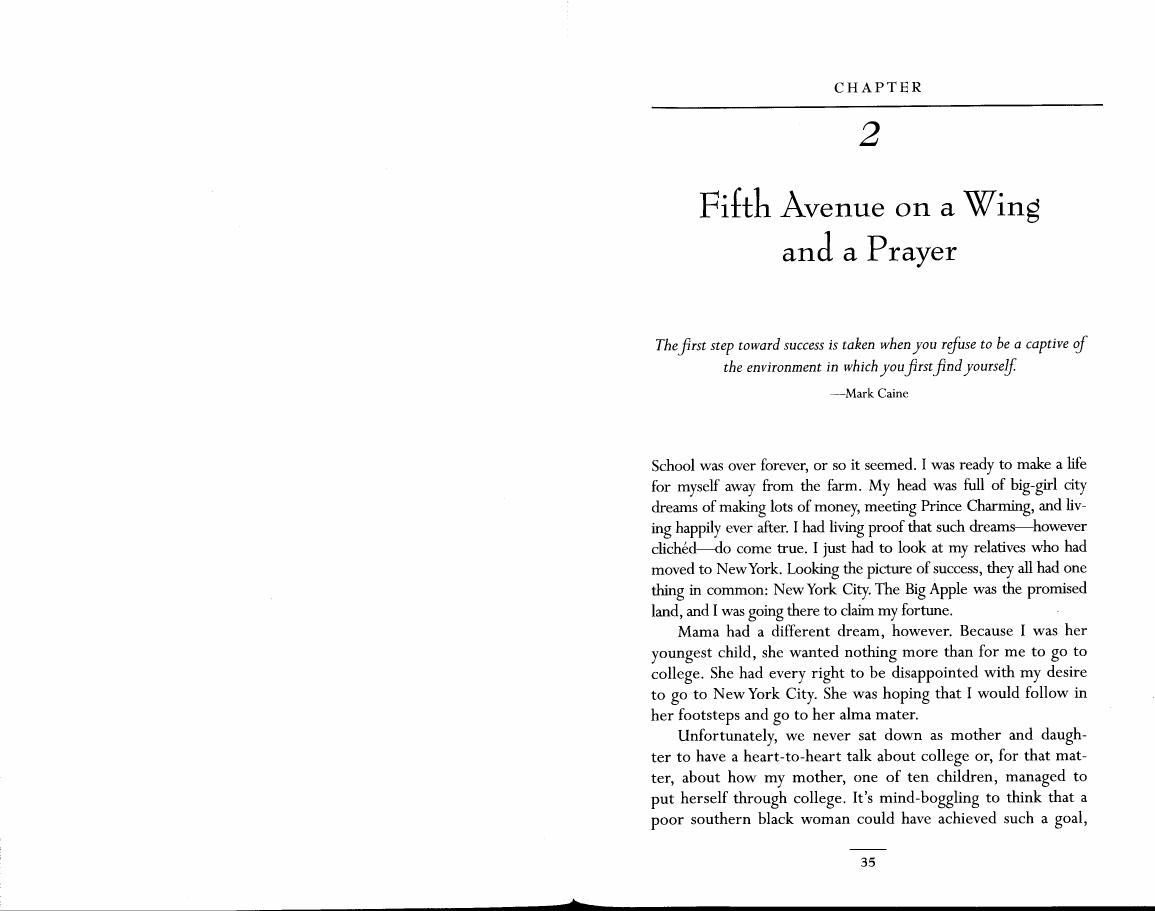 CHAPTER
2
Fifth Avenue on a Wing
and a Prayer
The first step toward success is taken when you refuse to be a captive of
the environment in which you first find yourself.
—Mark Caine
School was over forever, or so it seemed. I was ready to make a life
for myself away from the farm. My head was full of big-girl city
dreams of making lots of money, meeting Prince Charming, and liv-
ing happily ever after. I had living proof that such dreams—however
clichéd—do come true. I just had to look at my relatives who had
moved to New York. Looking the picture of success, they all had one
thing in common: New York City. The Big Apple was the promised
land, and I was going there to claim my fortune.
Mama had a different dream, however. Because I was her
youngest child, she wanted nothing more than for me to go to
college. She had every right to be disappointed with my desire
to go to New York City. She was hoping that I would follow in
her footsteps and go to her alma mater.
Unfortunately, we never sat down as mother and daugh-
ter to have a heart-to-heart talk about college or, for that mat-
ter, about how my mother, one of ten children, managed to
put herself through college. It's mind-boggling to think that a
poor southern black woman could have achieved such a goal,
35